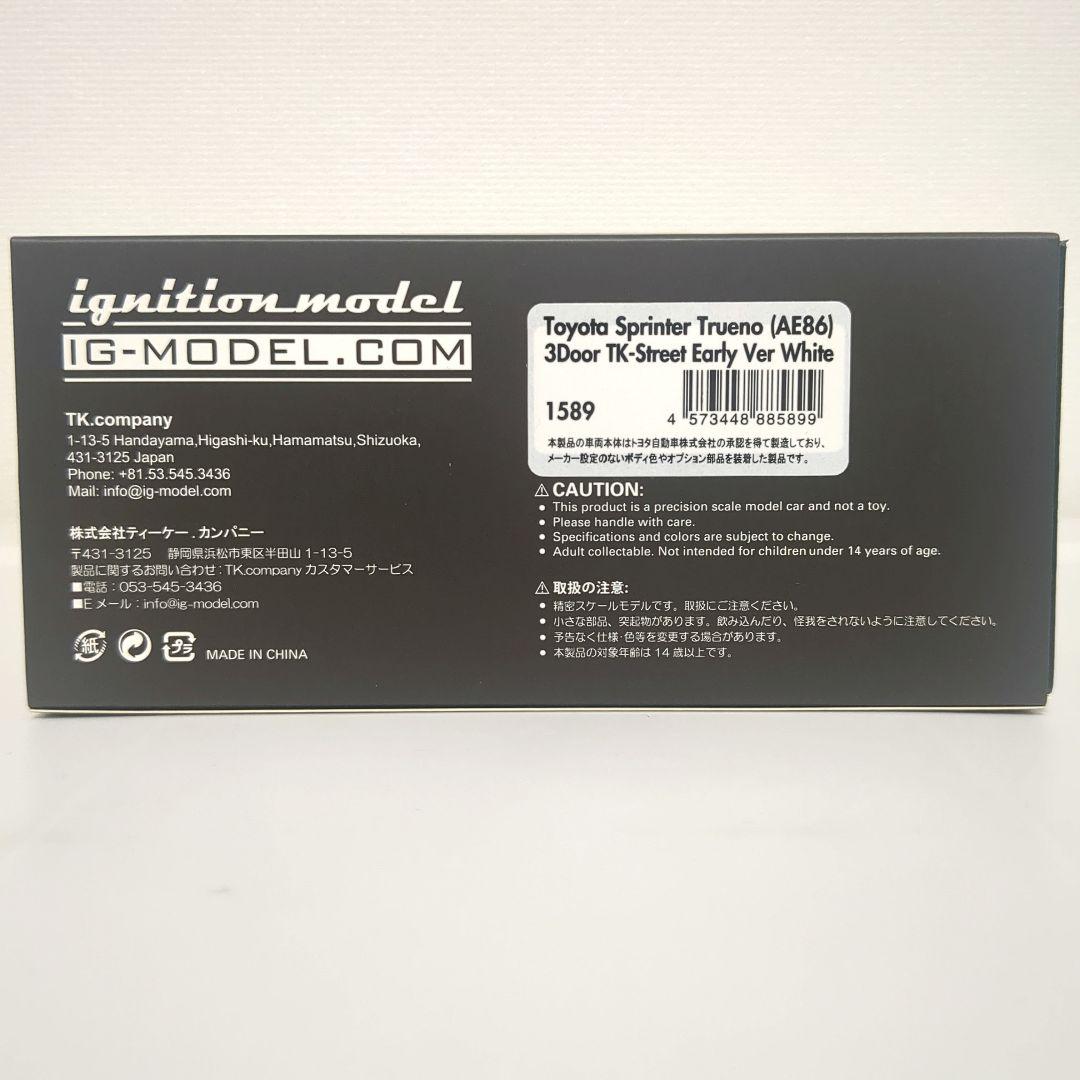 ignition model
IG-MODEL.COM
TK.company
1-13-5 Handayama,Higashi-ku,Hamamatsu,Shizuoka,
431-3125 Japan
Phone: +81.53.545.3436
Mail: info@ig-model.com
株式会社ティーケー.カンパニー
〒431-3125 静岡県浜松市東区半田山 1-13-5
製品に関するお問い合わせ：TK.company カスタマーサービス
■電話：053-545-3436
■E メール：info@ig-model.com
紙
プラ
MADE IN CHINA
Toyota Sprinter Trueno (AE86)
3Door TK-Street Early Ver White
1589
4 573448 885899
本製品の車両本体はトヨタ自動車株式会社の承認を得て製造しており、
メーカー設定のないボディ色やオプション部品を装着した製品です。
⚠ CAUTION:
● This product is a precision scale model car and not a toy.
● Please handle with care.
● Specifications and colors are subject to change.
● Adult collectable. Not intended for children under 14 years of age.
⚠ 取扱の注意:
● 精密スケールモデルです。取扱にご注意ください。
● 小さな部品、突起物があります。飲み込んだり、怪我をされないように注意してください。
● 予告なく仕様・色等を変更する場合があります。
● 本製品の対象年齢は 14 歳以上です。